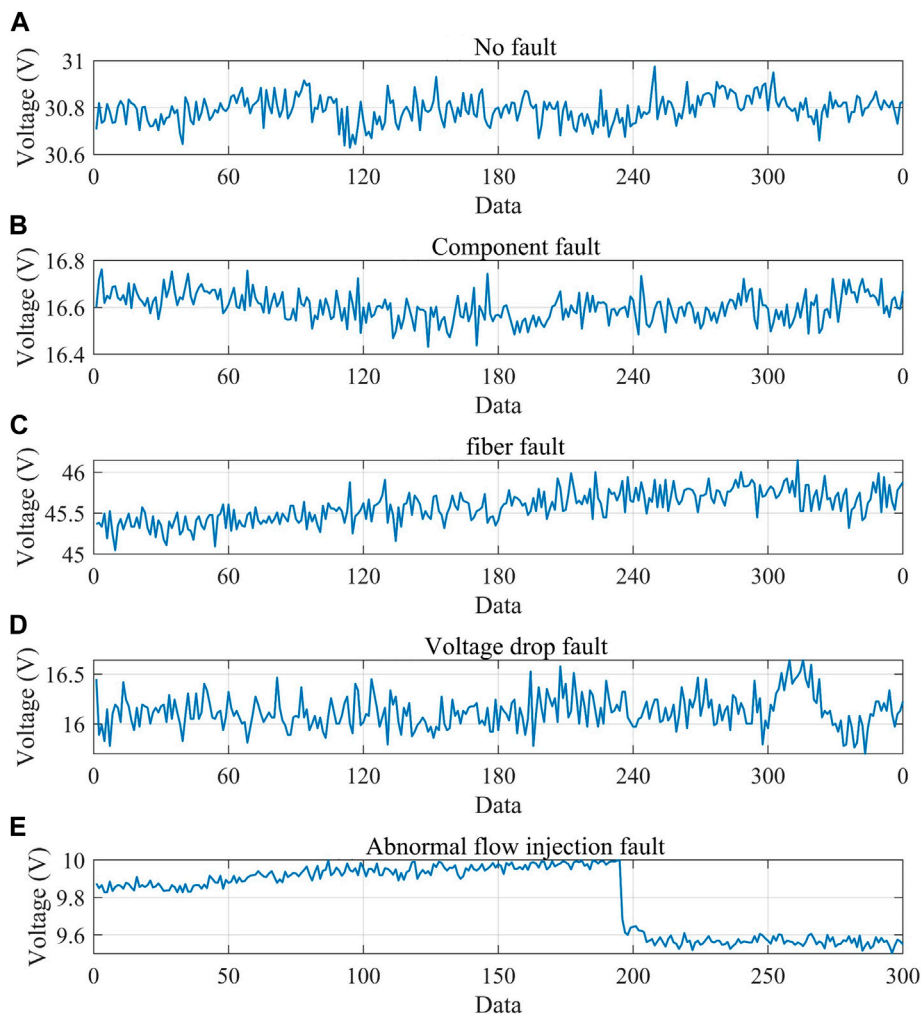 A
No fault
Voltage (V)
31
30.8
30.6
0 60 120 180 240 300 0
Data
B
Component fault
Voltage (V)
16.8
16.6
16.4
0 60 120 180 240 300 0
Data
C
fiber fault
Voltage (V)
46
45.5
45
0 60 120 180 240 300 0
Data
D
Voltage drop fault
Voltage (V)
16.5
16
0 60 120 180 240 300 0
Data
E
Abnormal flow injection fault
Voltage (V)
10
9.8
9.6
0 50 120 150 200 250 300
Data